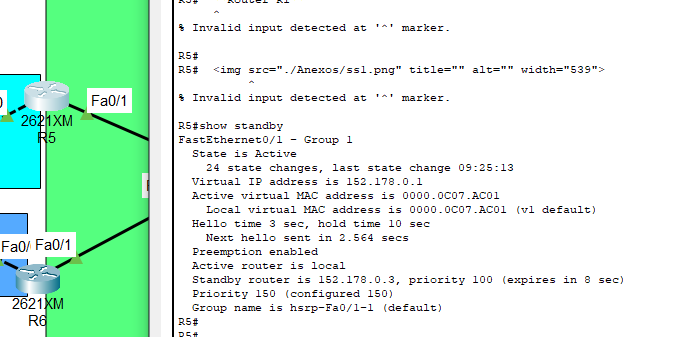 R5#    Router R1
^
% Invalid input detected at '^' marker.
R5#
R5#  <img src="./Anexos/ss1.png" title="" alt="" width="539">
^
% Invalid input detected at '^' marker.
R5#show standby
FastEthernet0/1 - Group 1
State is Active
24 state changes, last state change 09:25:13
Virtual IP address is 152.178.0.1
Active virtual MAC address is 0000.0C07.AC01
Local virtual MAC address is 0000.0C07.AC01 (v1 default)
Hello time 3 sec, hold time 10 sec
Next hello sent in 2.564 secs
Preemption enabled
Active router is local
Standby router is 152.178.0.3, priority 100 (expires in 8 sec)
Priority 150 (configured 150)
Group name is hsrp-Fa0/1-1 (default)
R5#
R5#
Fa0/1
2621XM
R5
Fa0/
Fa0/1
2621XM
R6